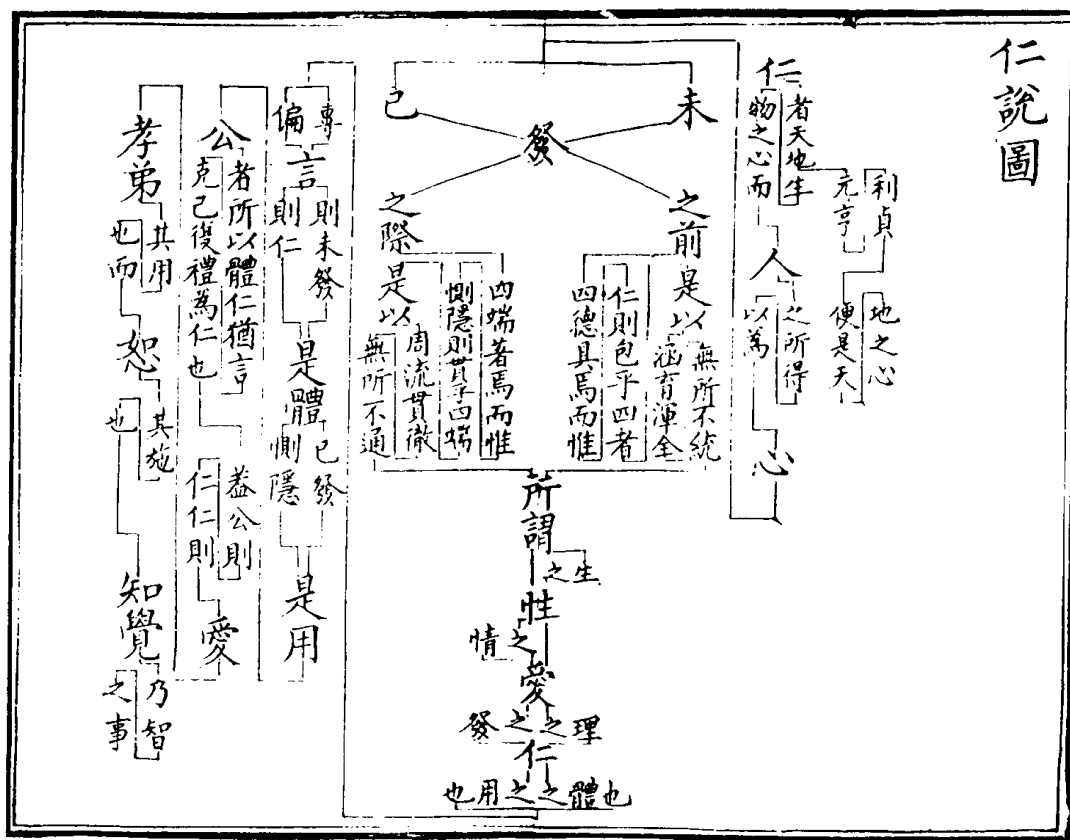 仁說圖
利貞
元亨
地之心
便是天
仁
者天地生
物之心而
人
之所得
以為
心
未
發
已
之前
是以
無所不統
涵育渾全
仁則包乎四者
四德具焉而惟
之際
是以
四端著焉而惟
惻隱則貫乎四端
周流貫徹
無所不通
所謂
生之
性
之情
愛
之理
之發
仁
之體也
之用也
專
偏
言
則未發
則仁
是體
已發
惻隱
是用
公
者所以體仁猶言
克己復禮為仁也
蓋公則
仁仁則
愛
孝弟
其用
也而
恕
其施
也
知覺
乃智
之事